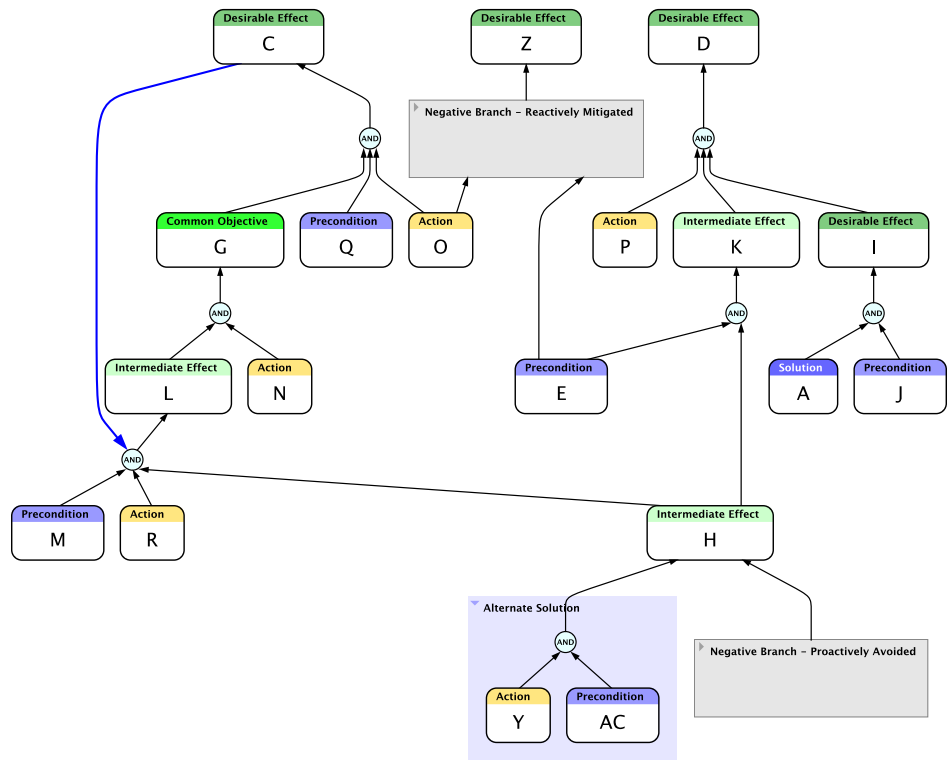 Desirable Effect
C
Desirable Effect
Z
Desirable Effect
D
Negative Branch – Reactively Mitigated
AND
AND
Common Objective
G
Precondition
Q
Action
O
Action
P
Intermediate Effect
K
Desirable Effect
I
AND
AND
AND
Intermediate Effect
L
Action
N
Precondition
E
Solution
A
Precondition
J
AND
Precondition
M
Action
R
Intermediate Effect
H
Alternate Solution
AND
Negative Branch – Proactively Avoided
Action
Y
Precondition
AC